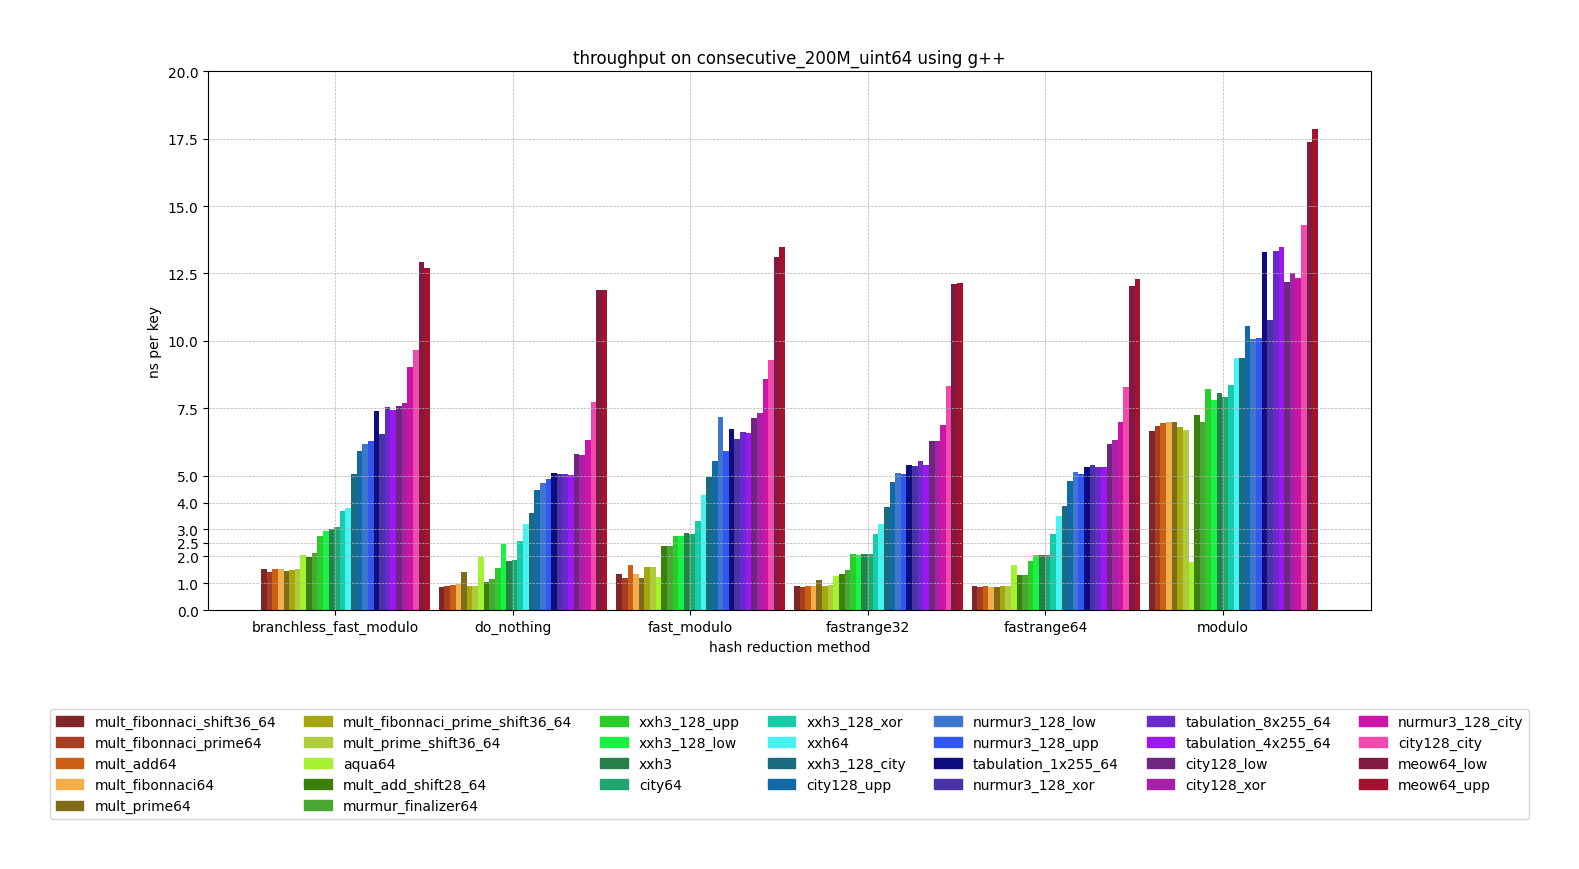 throughput on consecutive_200M_uint64 using g++
20.0
17.5
15.0
12.5
10.0
7.5
5.0
4.0
3.0
2.5
2.0
1.0
0.0
ns per key
branchless_fast_modulo do_nothing fast_modulo fastrange32 fastrange64 modulo
hash reduction method
mult_fibonnaci_shift36_64 mult_fibonnaci_prime_shift36_64 xxh3_128_upp xxh3_128_xor nurmur3_128_low tabulation_8x255_64 nurmur3_128_city
mult_fibonnaci_prime64 mult_prime_shift36_64 xxh3_128_low xxh64 nurmur3_128_upp tabulation_4x255_64 city128_city
mult_add64 aqua64 xxh3 xxh3_128_city tabulation_1x255_64 city128_low meow64_low
mult_fibonnaci64 mult_add_shift28_64 city64 city128_upp nurmur3_128_xor city128_xor meow64_upp
mult_prime64 murmur_finalizer64